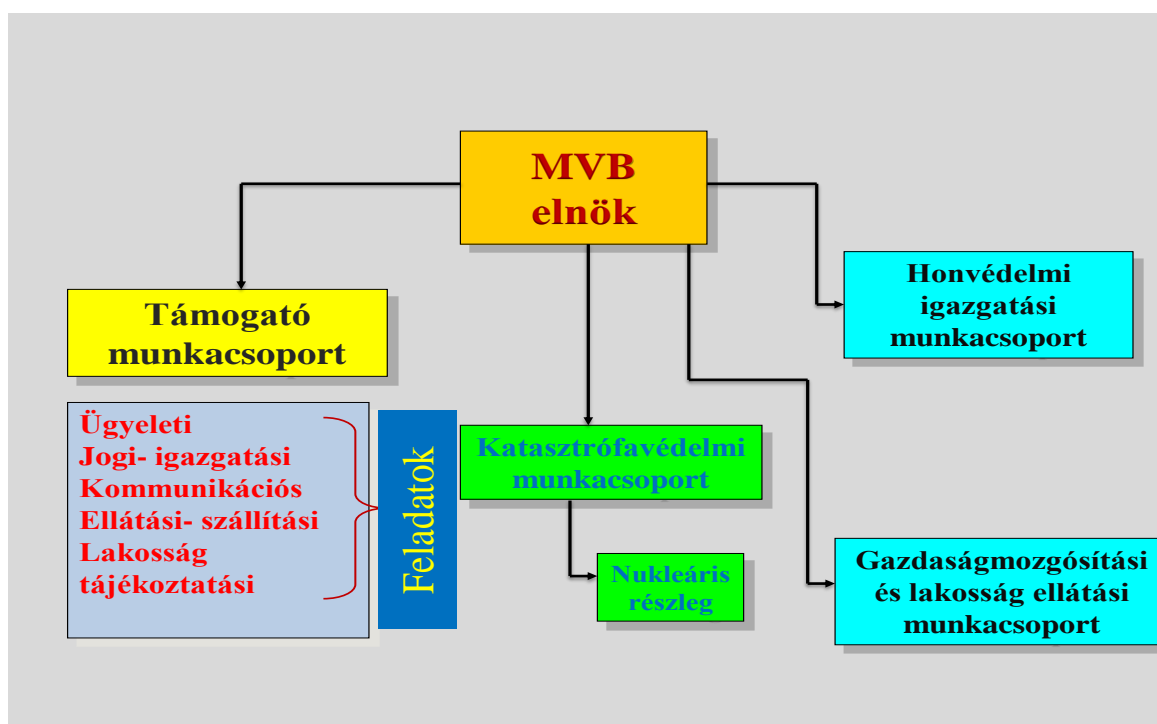 MVB
elnök
Támogató
munkacsoport
Honvédelmi
igazgatási
munkacsoport
Ügyeleti
Jogi- igazgatási
Kommunikációs
Ellátási- szállítási
Lakosság
tájékoztatási
Feladatok
Katasztrófavédelmi
munkacsoport
Nukleáris
részleg
Gazdaságmozgósítási
és lakosság ellátási
munkacsoport